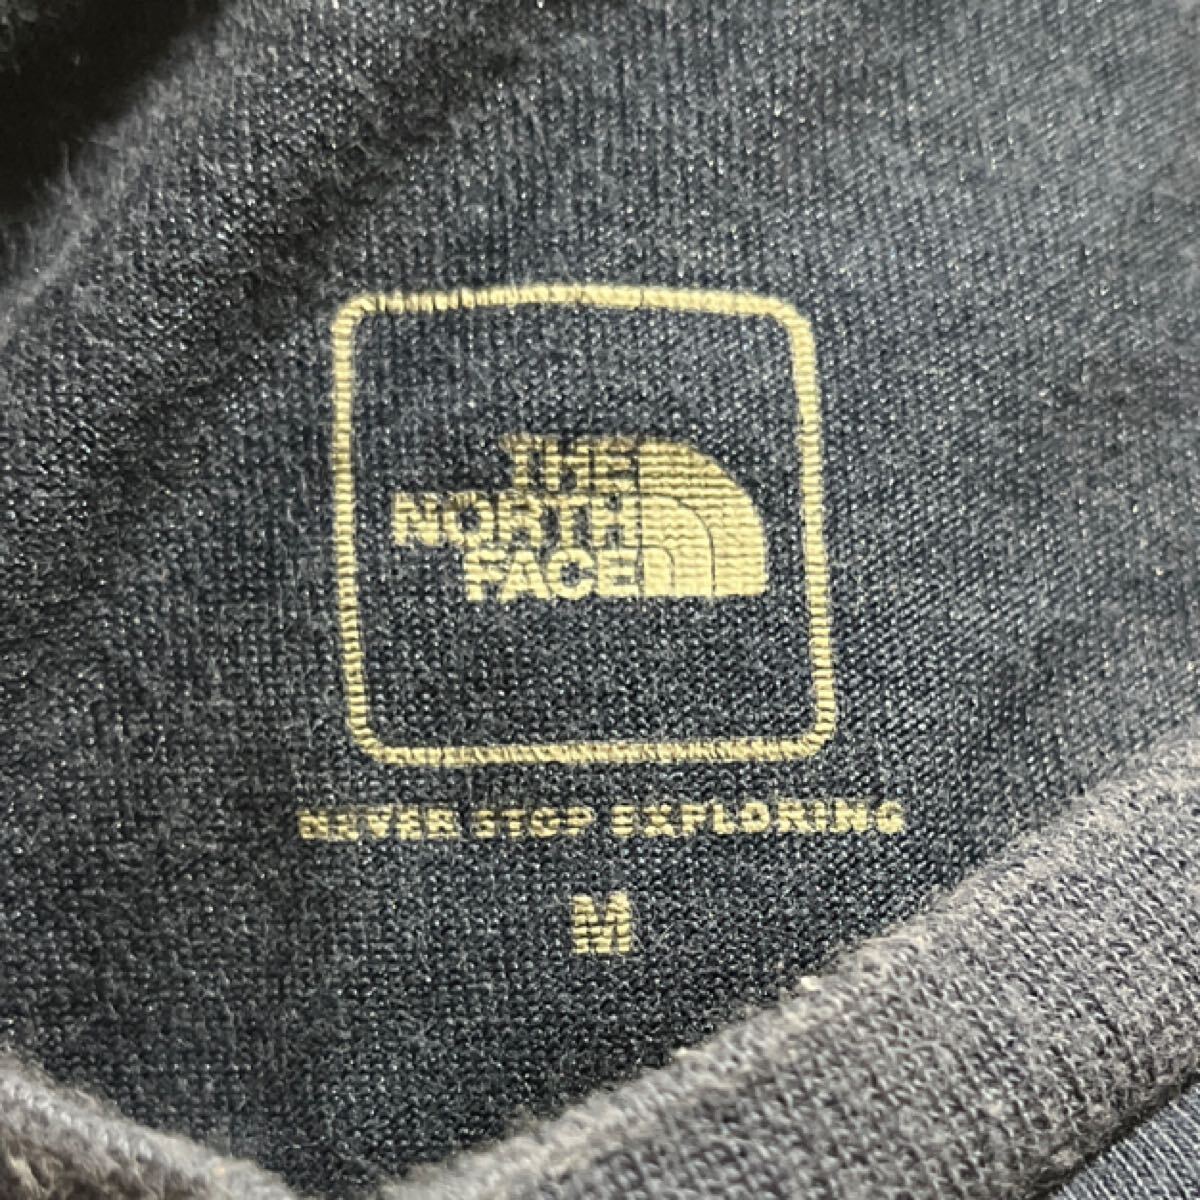 THE
NORTH
FACE
NEVER STOP EXPLORING
M